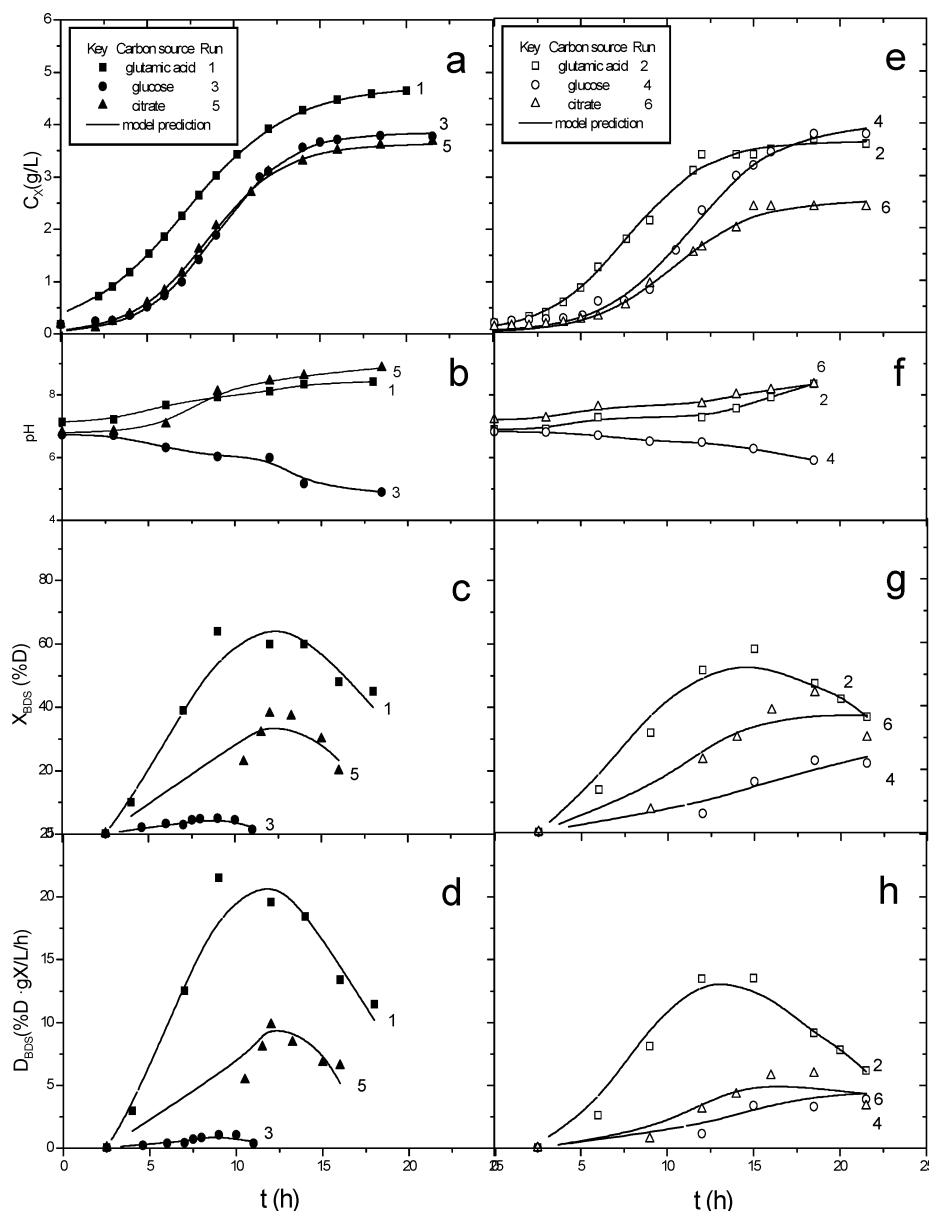 6
5
4
3
2
1
0
C_X(g/L)
Key Carbon source Run
glutamic acid 1
glucose 3
citrate 5
model prediction
a
1
3
5
Key Carbon source Run
glutamic acid 2
glucose 4
citrate 6
model prediction
e
4
2
6
8
6
4
pH
b
5
1
3
f
6
2
4
80
60
40
20
X_BDS (%D)
c
1
5
3
g
2
6
4
20
15
10
5
0
D_BDS(%D ·gX/L/h)
d
1
5
3
h
2
6
4
0 5 10 15 20
5 10 15 20 25
t (h) t (h)